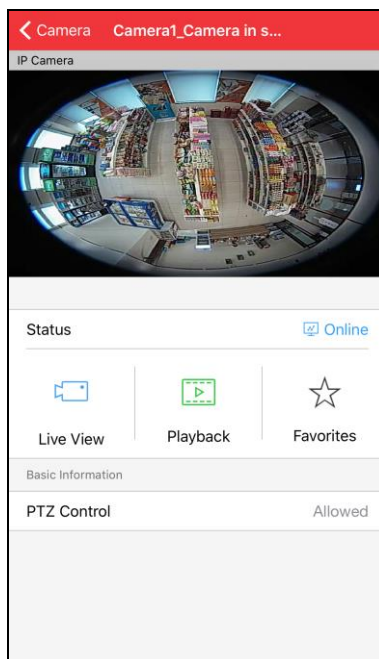 Camera Camera1_Camera in s...
IP Camera
Status Online
Live View Playback Favorites
Basic Information
PTZ Control Allowed